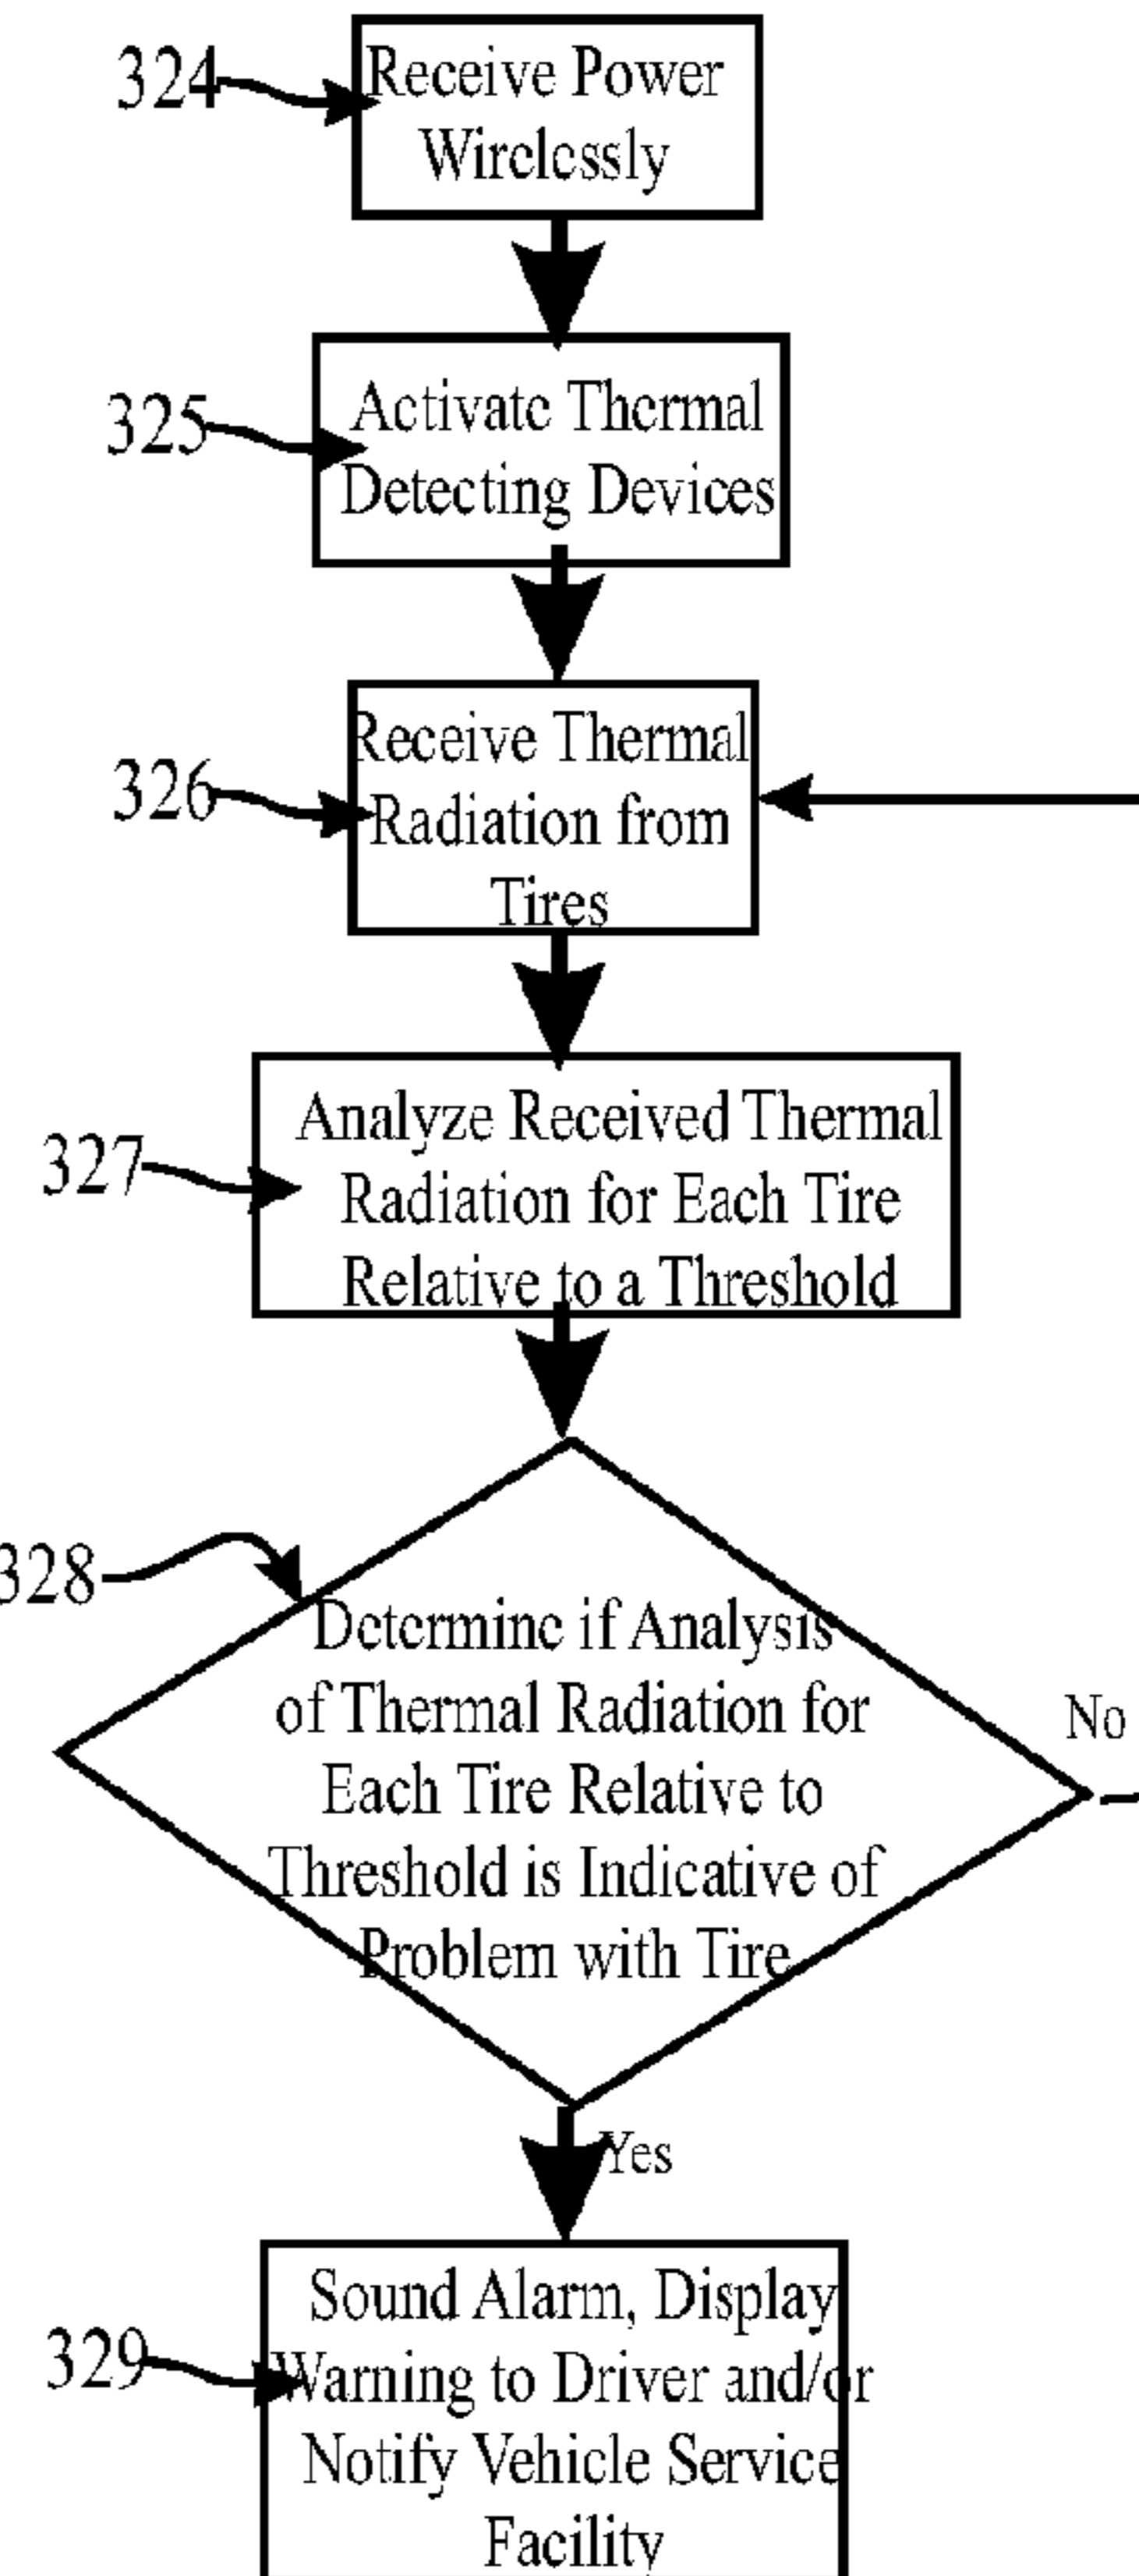 324
Receive Power
Wirelessly
325
Activate Thermal
Detecting Devices
326
Receive Thermal
Radiation from
Tires
327
Analyze Received Thermal
Radiation for Each Tire
Relative to a Threshold
328
Determine if Analysis
of Thermal Radiation for
Each Tire Relative to
Threshold is Indicative of
Problem with Tire
No
Yes
329
Sound Alarm, Display
Warning to Driver and/or
Notify Vehicle Service
Facility